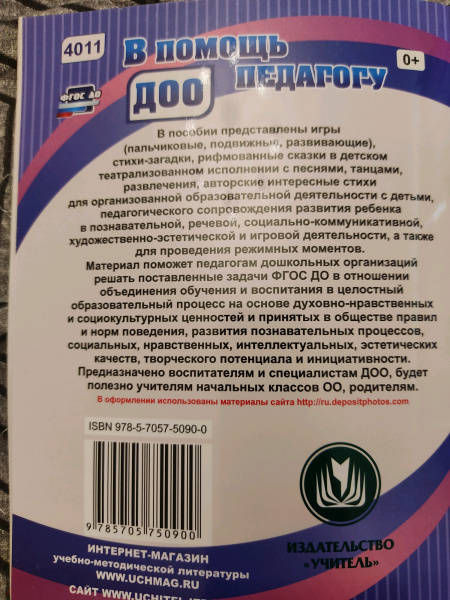 4011
В ПОМОЩЬ
ПЕДАГОГУ
ДОО
0+
ФГОС ДО
В пособии представлены игры
(пальчиковые, подвижные, развивающие),
стихи-загадки, рифмованные сказки в детском
театрализованном исполнении с песнями, танцами,
развлечения, авторские интересные стихи
для организованной образовательной деятельности с детьми,
педагогического сопровождения развития ребенка
в познавательной, речевой, социально-коммуникативной,
художественно-эстетической и игровой деятельности, а также
для проведения режимных моментов.
Материал поможет педагогам дошкольных организаций
решать поставленные задачи ФГОС ДО в отношении
объединения обучения и воспитания в целостный
образовательный процесс на основе духовно-нравственных
и социокультурных ценностей и принятых в обществе правил
и норм поведения, развития познавательных процессов,
социальных, нравственных, интеллектуальных, эстетических
качеств, творческого потенциала и инициативности.
Предназначено воспитателям и специалистам ДОО, будет
полезно учителям начальных классов ОО, родителям.
В оформлении использованы материалы сайта http://ru.depositphotos.com
ISBN 978-5-7057-5090-0
9 785705 750900
ИНТЕРНЕТ-МАГАЗИН
учебно-методической литературы
WWW.UCHMAG.RU
САЙТ
ИЗДАТЕЛЬСТВО
«УЧИТЕЛЬ»